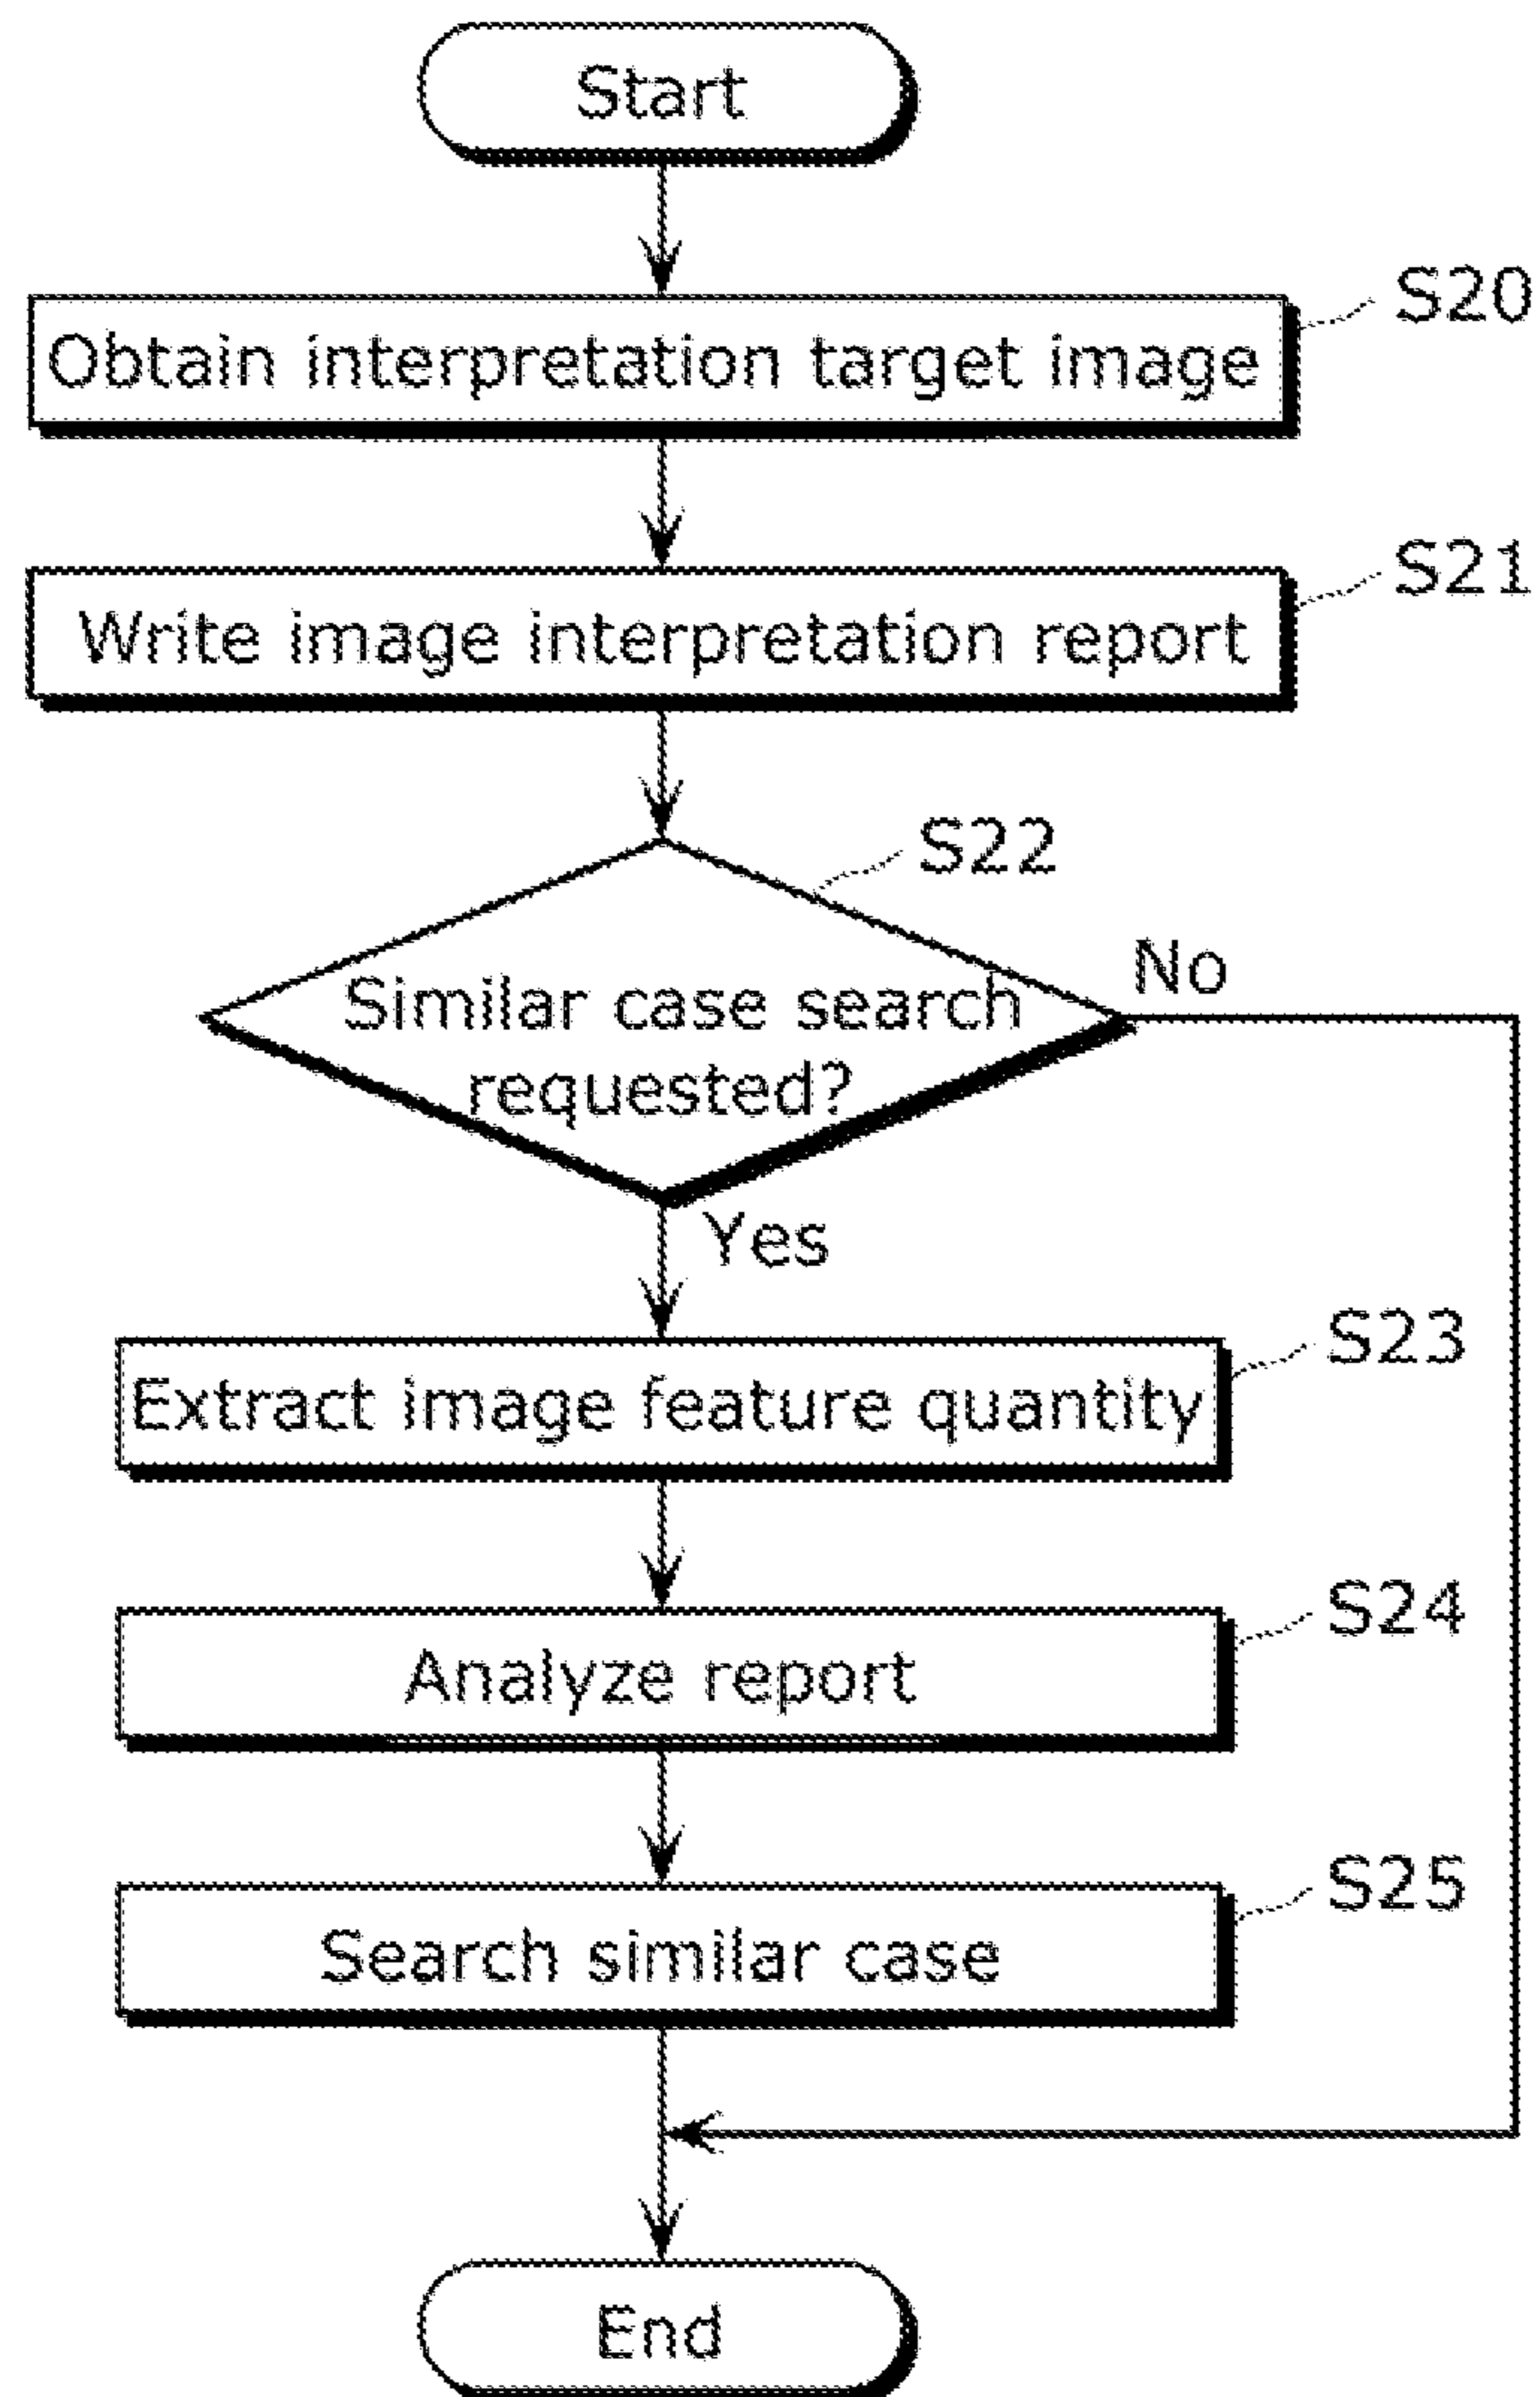 Start
S20
Obtain interpretation target image
S21
Write image interpretation report
S22
Similar case search
requested?
No
Yes
S23
Extract image feature quantity
S24
Analyze report
S25
Search similar case
End